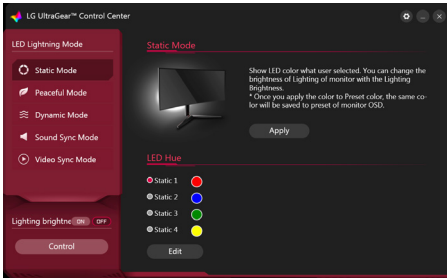 LG UltraGear™ Control Center
LED Lightning Mode
Static Mode
Peaceful Mode
Dynamic Mode
Sound Sync Mode
Video Sync Mode
Lighting brightne ON OFF
Control
Static Mode
Show LED color what user selected. You can change the
brightness of Lighting of monitor with the Lighting
Brightness.
* Once you apply the color to Preset color, the same co-
lor will be saved to preset of monitor OSD.
Apply
LED Hue
Static 1
Static 2
Static 3
Static 4
Edit